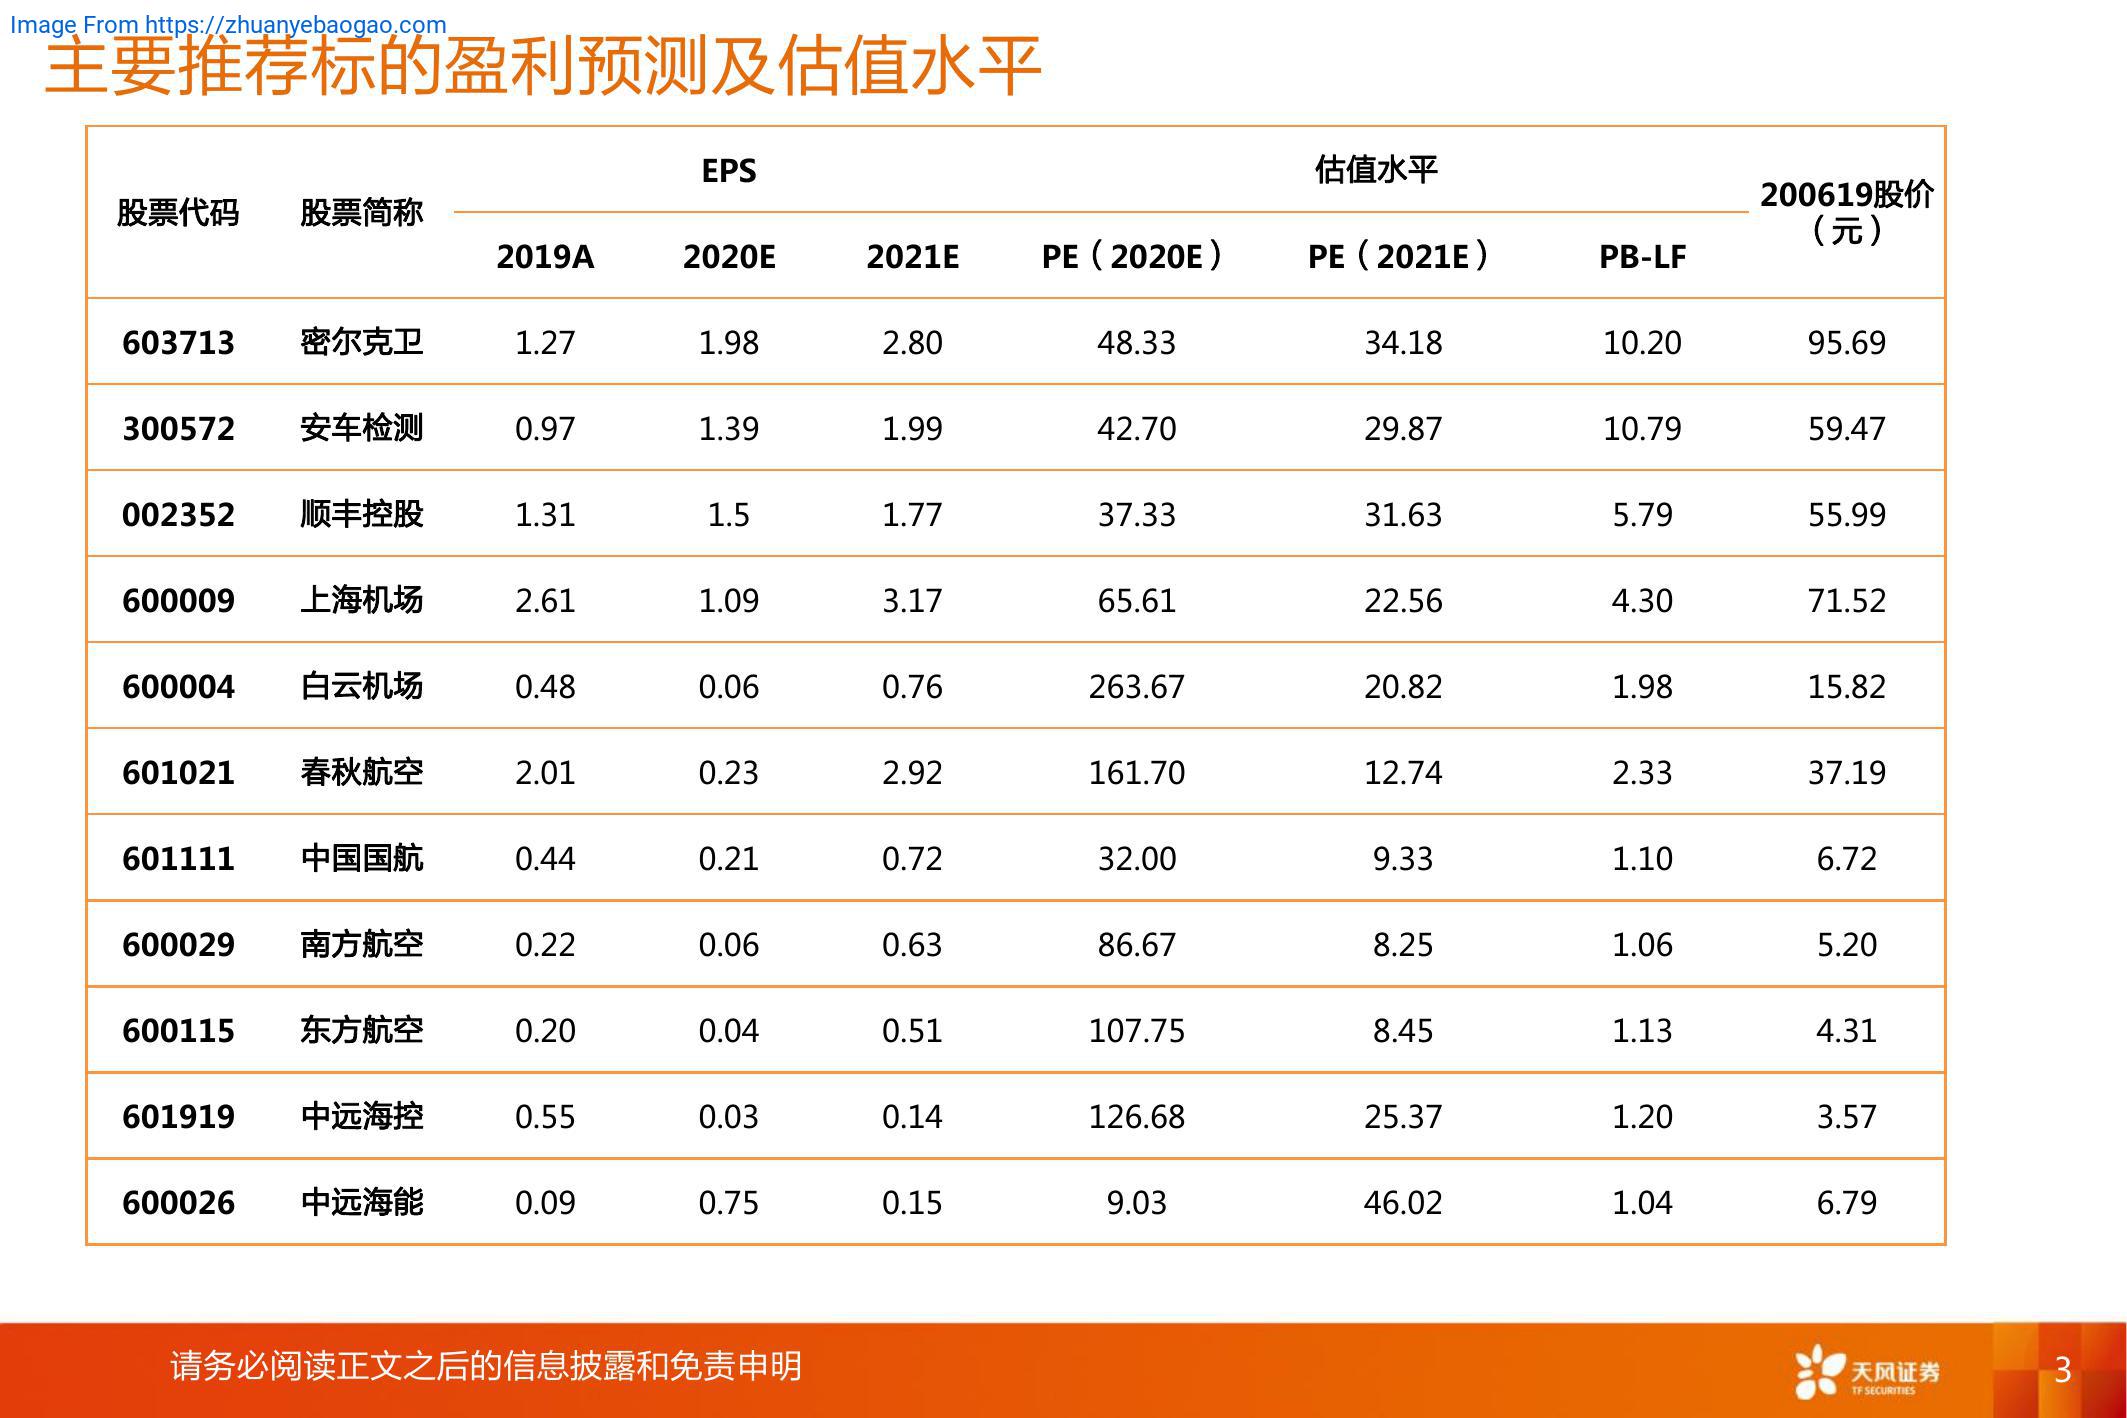 Image From https://zhuanyebaogao.com
主要推荐标的盈利预测及估值水平
股票代码 股票简称 EPS 估值水平 200619股价（元）
2019A 2020E 2021E PE（2020E） PE（2021E） PB-LF
603713 密尔克卫 1.27 1.98 2.80 48.33 34.18 10.20 95.69
300572 安车检测 0.97 1.39 1.99 42.70 29.87 10.79 59.47
002352 顺丰控股 1.31 1.5 1.77 37.33 31.63 5.79 55.99
600009 上海机场 2.61 1.09 3.17 65.61 22.56 4.30 71.52
600004 白云机场 0.48 0.06 0.76 263.67 20.82 1.98 15.82
601021 春秋航空 2.01 0.23 2.92 161.70 12.74 2.33 37.19
601111 中国国航 0.44 0.21 0.72 32.00 9.33 1.10 6.72
600029 南方航空 0.22 0.06 0.63 86.67 8.25 1.06 5.20
600115 东方航空 0.20 0.04 0.51 107.75 8.45 1.13 4.31
601919 中远海控 0.55 0.03 0.14 126.68 25.37 1.20 3.57
600026 中远海能 0.09 0.75 0.15 9.03 46.02 1.04 6.79
请务必阅读正文之后的信息披露和免责申明
天风证券
TF SECURITIES
3